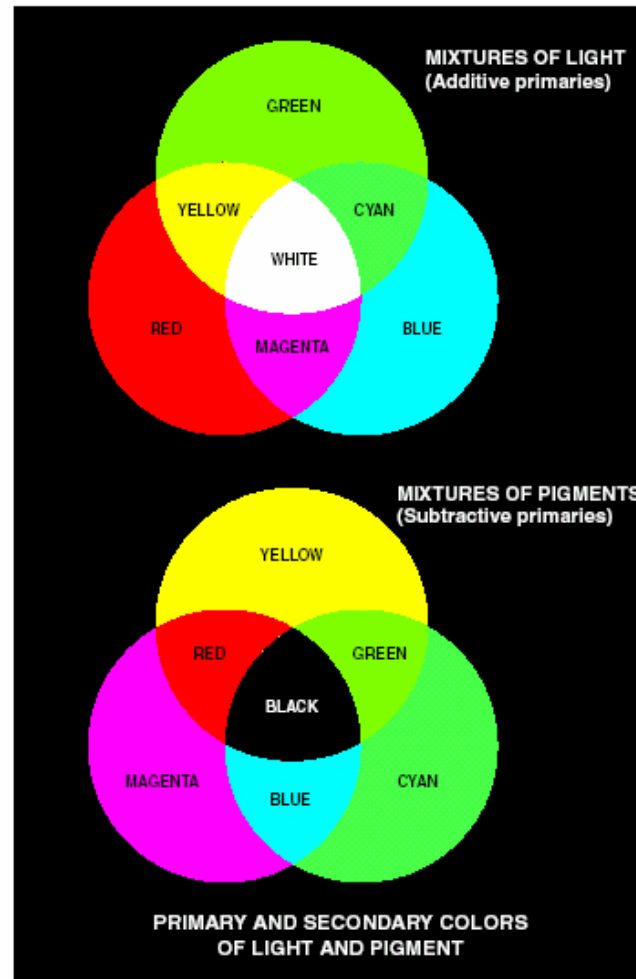 MIXTURES OF LIGHT
(Additive primaries)
GREEN
YELLOW
CYAN
WHITE
RED
BLUE
MAGENTA
MIXTURES OF PIGMENTS
(Subtractive primaries)
YELLOW
RED
GREEN
BLACK
MAGENTA
CYAN
BLUE
PRIMARY AND SECONDARY COLORS
OF LIGHT AND PIGMENT